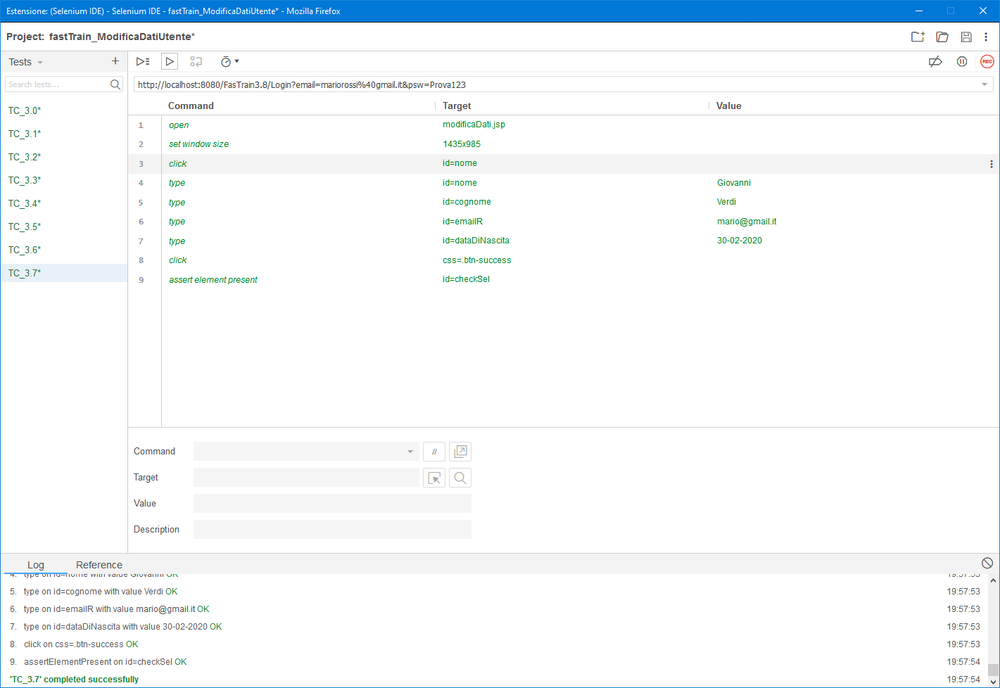 Estensione: (Selenium IDE) - Selenium IDE - fastTrain_ModificaDatiUtente* - Mozilla Firefox
Project: fastTrain_ModificaDatiUtente*
Tests
REC
Search tests...
http://localhost:8080/FasTrain3.8/Login?email=mariorossi%40gmail.it&psw=Prova123
Command Target Value
TC_3.0*
TC_3.1*
TC_3.2*
TC_3.3*
TC_3.4*
TC_3.5*
TC_3.6*
TC_3.7*
1 open modificaDati.jsp
2 set window size 1435x985
3 click id=nome
4 type id=nome Giovanni
5 type id=cognome Verdi
6 type id=emailR mario@gmail.it
7 type id=dataDiNascita 30-02-2020
8 click css=.btn-success
9 assert element present id=checkSel
Command //
Target
Value
Description
Log Reference
4. type on id=nome with value Giovanni OK 19:57:53
5. type on id=cognome with value Verdi OK 19:57:53
6. type on id=emailR with value mario@gmail.it OK 19:57:53
7. type on id=dataDiNascita with value 30-02-2020 OK 19:57:53
8. click on css=.btn-success OK 19:57:53
9. assertElementPresent on id=checkSel OK 19:57:54
'TC_3.7' completed successfully 19:57:54